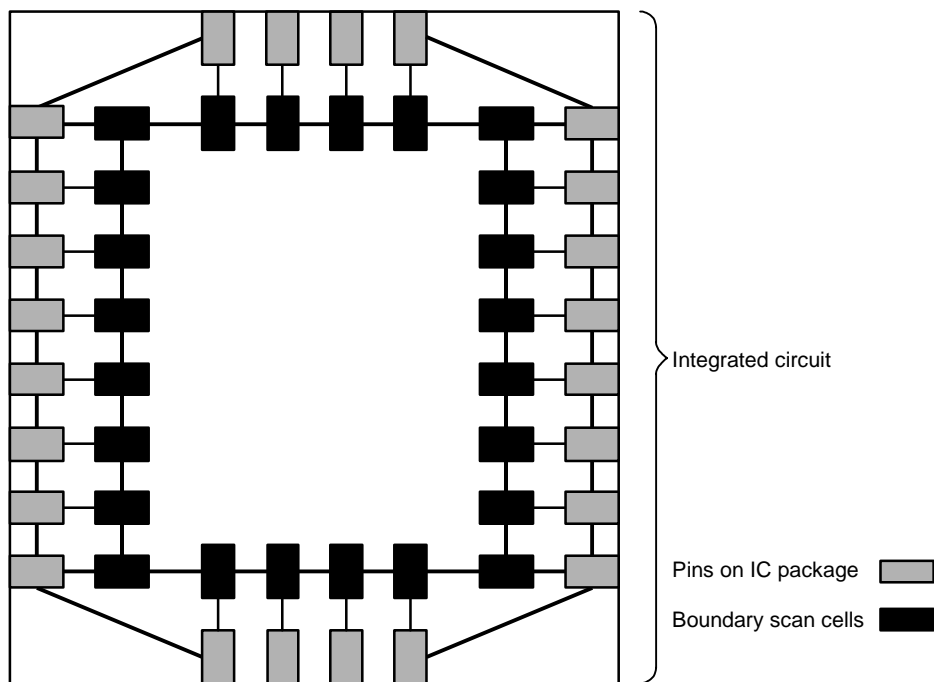 Integrated circuit
Pins on IC package
Boundary scan cells